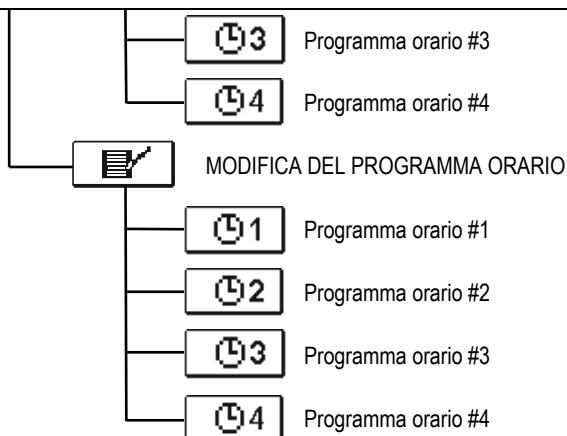 3 Programma orario #3
4 Programma orario #4
MODIFICA DEL PROGRAMMA ORARIO
1 Programma orario #1
2 Programma orario #2
3 Programma orario #3
4 Programma orario #4